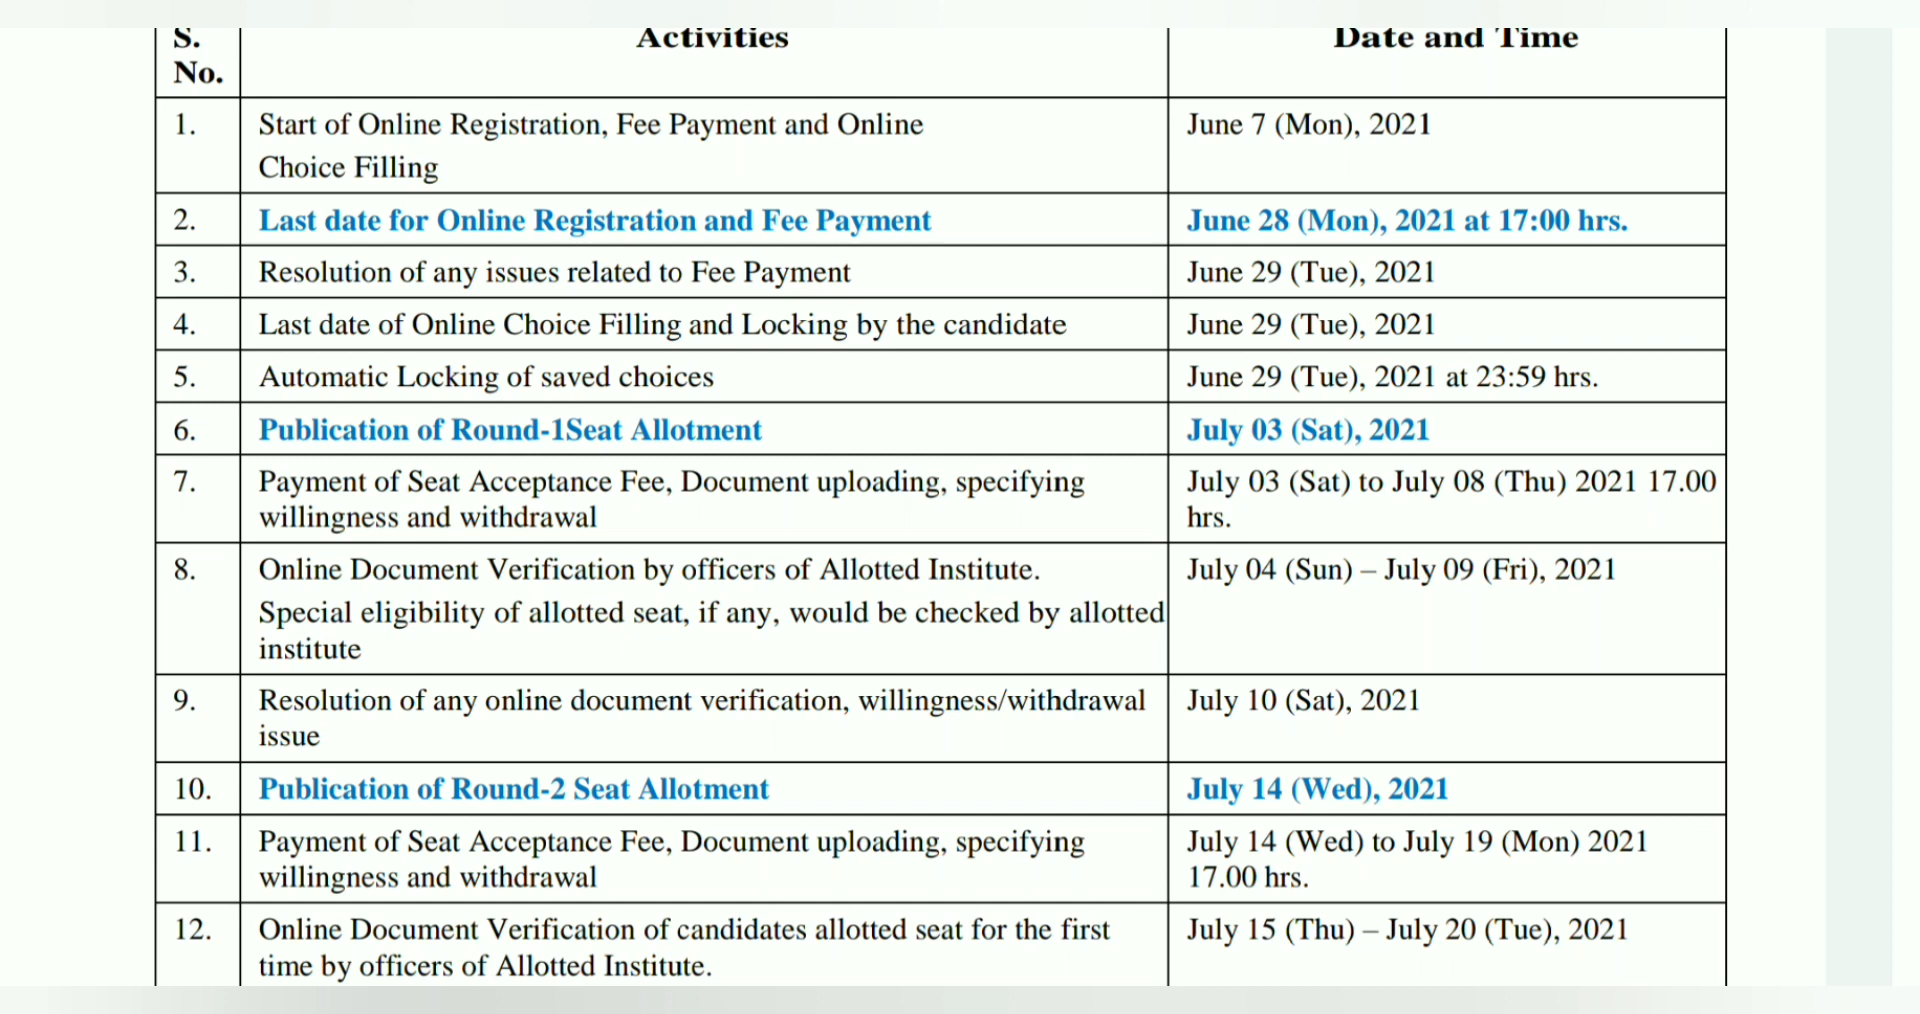 S.
No.
Activities
Date and Time
1.
Start of Online Registration, Fee Payment and Online
Choice Filling
June 7 (Mon), 2021
2.
Last date for Online Registration and Fee Payment
June 28 (Mon), 2021 at 17:00 hrs.
3.
Resolution of any issues related to Fee Payment
June 29 (Tue), 2021
4.
Last date of Online Choice Filling and Locking by the candidate
June 29 (Tue), 2021
5.
Automatic Locking of saved choices
June 29 (Tue), 2021 at 23:59 hrs.
6.
Publication of Round-1Seat Allotment
July 03 (Sat), 2021
7.
Payment of Seat Acceptance Fee, Document uploading, specifying
willingness and withdrawal
July 03 (Sat) to July 08 (Thu) 2021 17.00
hrs.
8.
Online Document Verification by officers of Allotted Institute.
Special eligibility of allotted seat, if any, would be checked by allotted
institute
July 04 (Sun) – July 09 (Fri), 2021
9.
Resolution of any online document verification, willingness/withdrawal
issue
July 10 (Sat), 2021
10.
Publication of Round-2 Seat Allotment
July 14 (Wed), 2021
11.
Payment of Seat Acceptance Fee, Document uploading, specifying
willingness and withdrawal
July 14 (Wed) to July 19 (Mon) 2021
17.00 hrs.
12.
Online Document Verification of candidates allotted seat for the first
time by officers of Allotted Institute.
July 15 (Thu) – July 20 (Tue), 2021